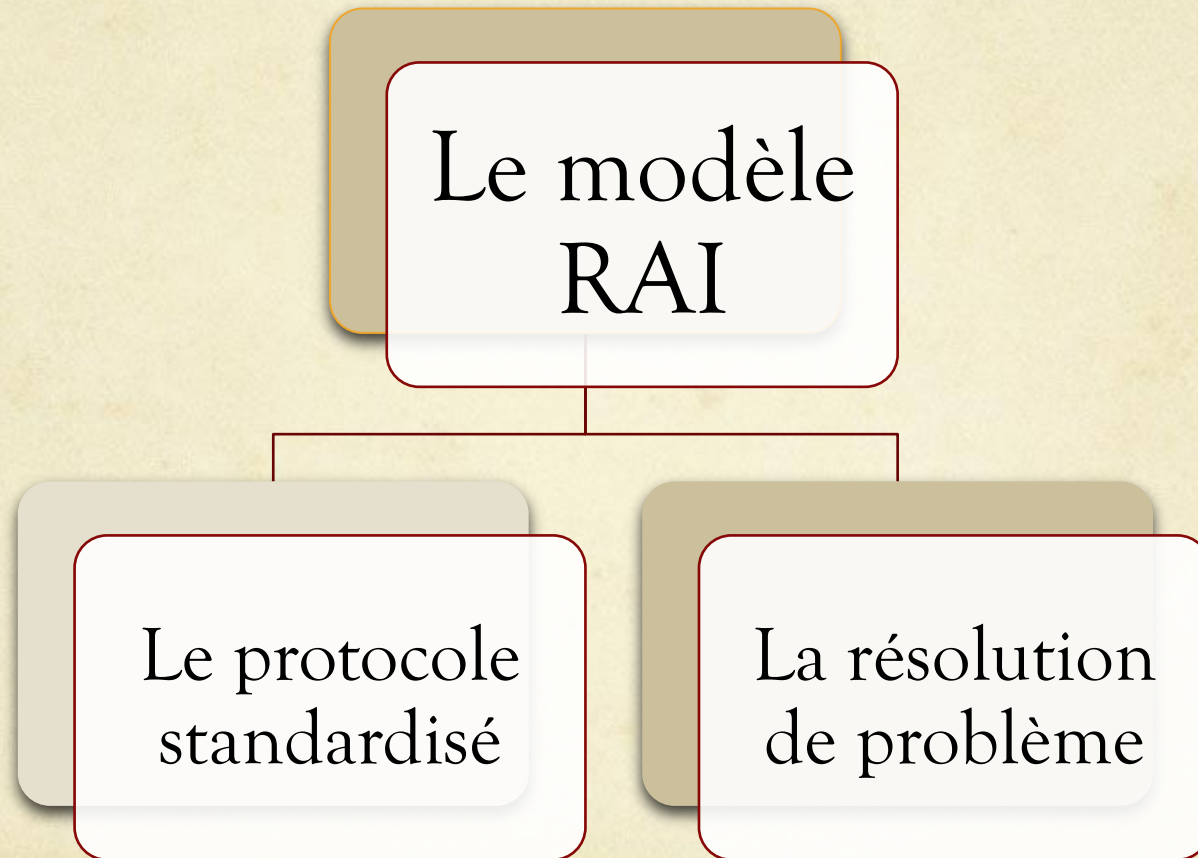 Le modèle
RAI
Le protocole
standardisé
La résolution
de problème